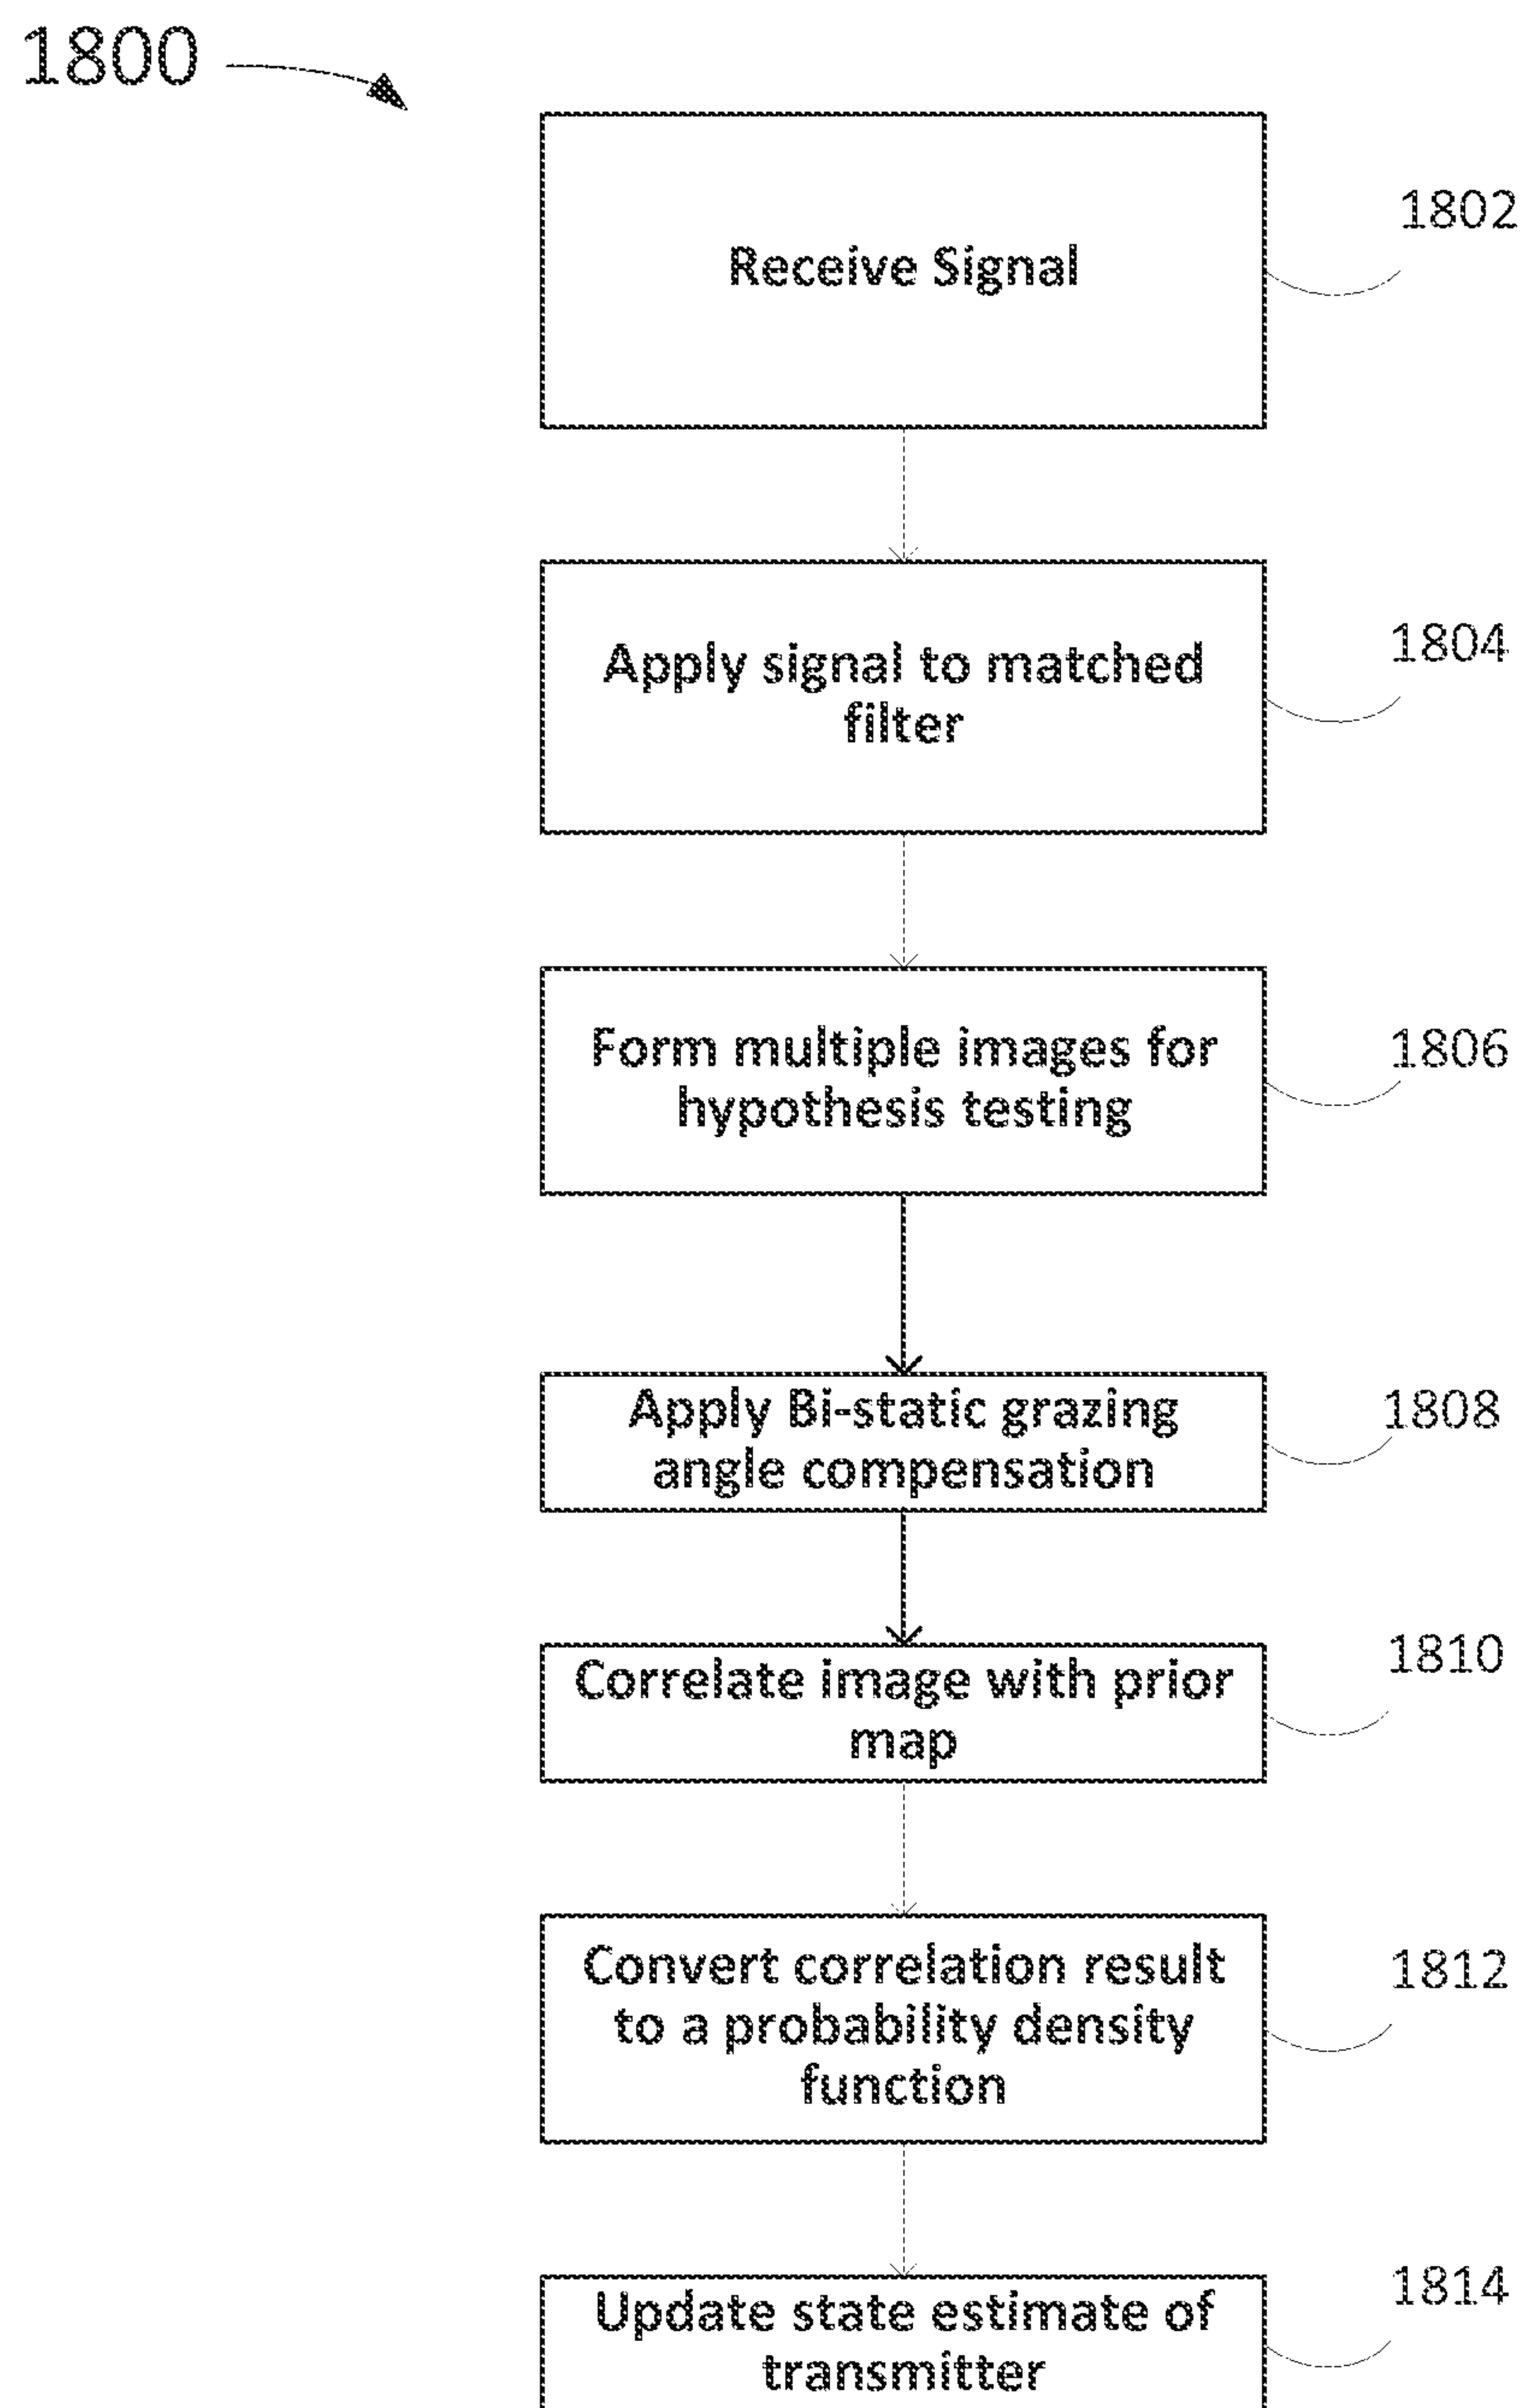 1800
Receive Signal
1802
Apply signal to matched
filter
1804
Form multiple images for
hypothesis testing
1806
Apply Bi-static grazing
angle compensation
1808
Correlate image with prior
map
1810
Convert correlation result
to a probability density
function
1812
Update state estimate of
transmitter
1814